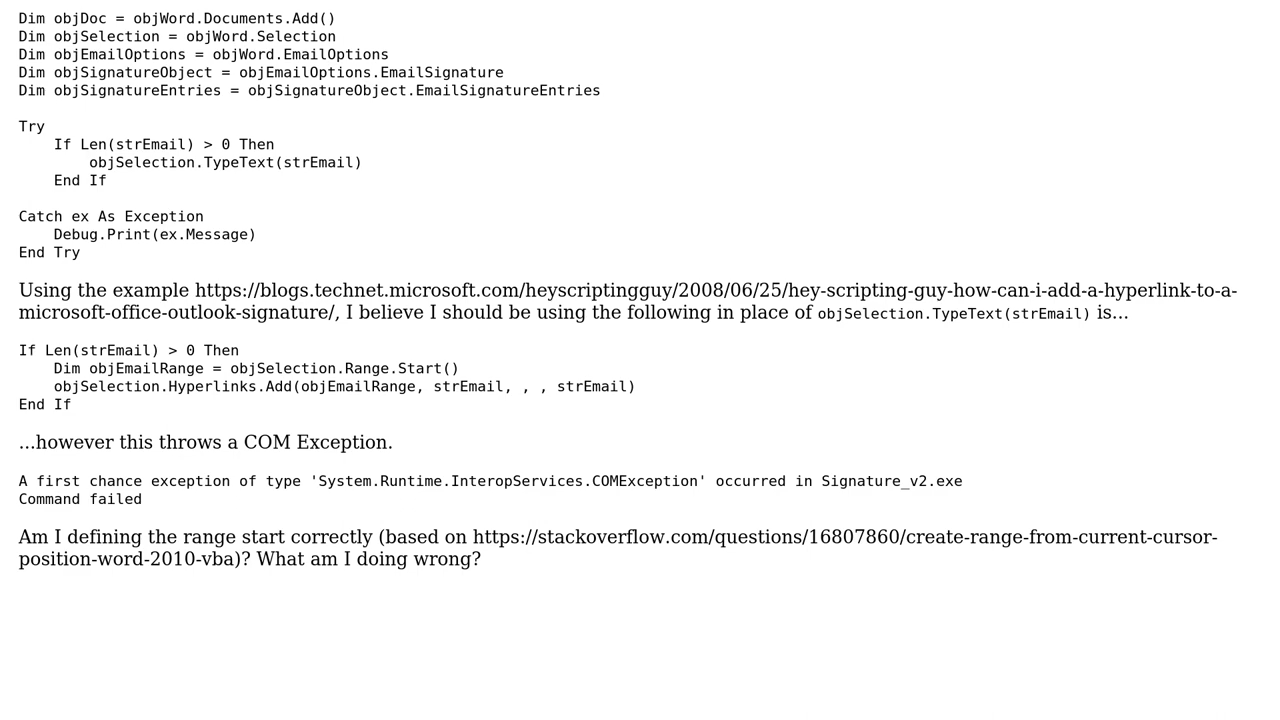 Dim objDoc = objWord.Documents.Add()
Dim objSelection = objWord.Selection
Dim objEmailOptions = objWord.EmailOptions
Dim objSignatureObject = objEmailOptions.EmailSignature
Dim objSignatureEntries = objSignatureObject.EmailSignatureEntries

Try
    If Len(strEmail) > 0 Then
        objSelection.TypeText(strEmail)
    End If

Catch ex As Exception
    Debug.Print(ex.Message)
End Try

Using the example https://blogs.technet.microsoft.com/heyscriptingguy/2008/06/25/hey-scripting-guy-how-can-i-add-a-hyperlink-to-a-
microsoft-office-outlook-signature/, I believe I should be using the following in place of objSelection.TypeText(strEmail) is...

If Len(strEmail) > 0 Then
    Dim objEmailRange = objSelection.Range.Start()
    objSelection.Hyperlinks.Add(objEmailRange, strEmail, , , strEmail)
End If

...however this throws a COM Exception.

A first chance exception of type 'System.Runtime.InteropServices.COMException' occurred in Signature_v2.exe
Command failed

Am I defining the range start correctly (based on https://stackoverflow.com/questions/16807860/create-range-from-current-cursor-
position-word-2010-vba)? What am I doing wrong?